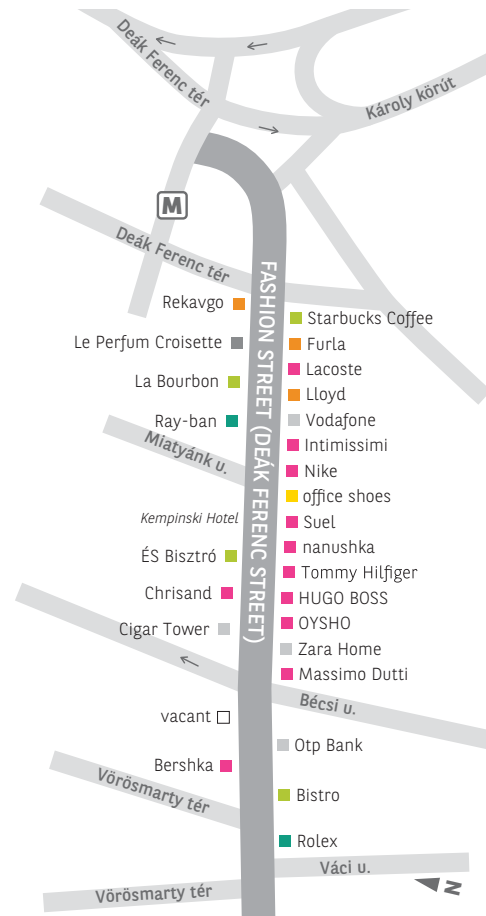 Deák Ferenc tér
Károly körút
M
Deák Ferenc tér
FASHION STREET (DEÁK FERENC STREET)
Rekavgo
Starbucks Coffee
Le Perfum Croisette
Furla
Lacoste
La Bourbon
Lloyd
Ray-ban
Vodafone
Miatyánk u.
Intimissimi
Nike
office shoes
Kempinski Hotel
Suel
ÉS Bisztró
nanushka
Tommy Hilfiger
Chrisand
HUGO BOSS
Cigar Tower
OYSHO
Zara Home
Massimo Dutti
Bécsi u.
vacant
Otp Bank
Bershka
Vörösmarty tér
Bistro
Rolex
Váci u.
Vörösmarty tér
N